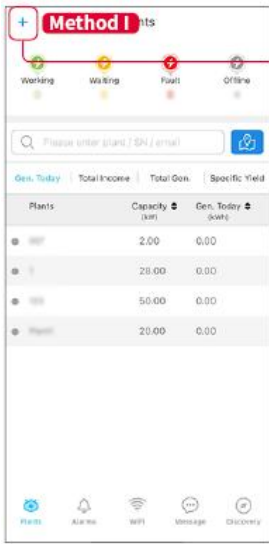 + Method I nts
Working Waiting Fault Offline
Please enter plant / SN / email
Gen. Today Total Income Total Gen. Specific Yield
Plants Capacity Gen. Today
(kW) (kWh)
2.00 0.00
28.00 0.00
50.00 0.00
20.00 0.00
Plants Alarms WiFi Message Discovery